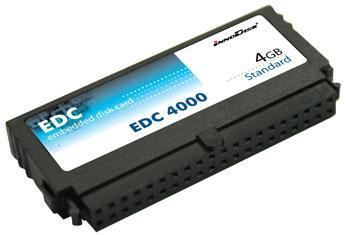 InnoDisk
4GB
Standard
EDC
embedded disk card
EDC 4000